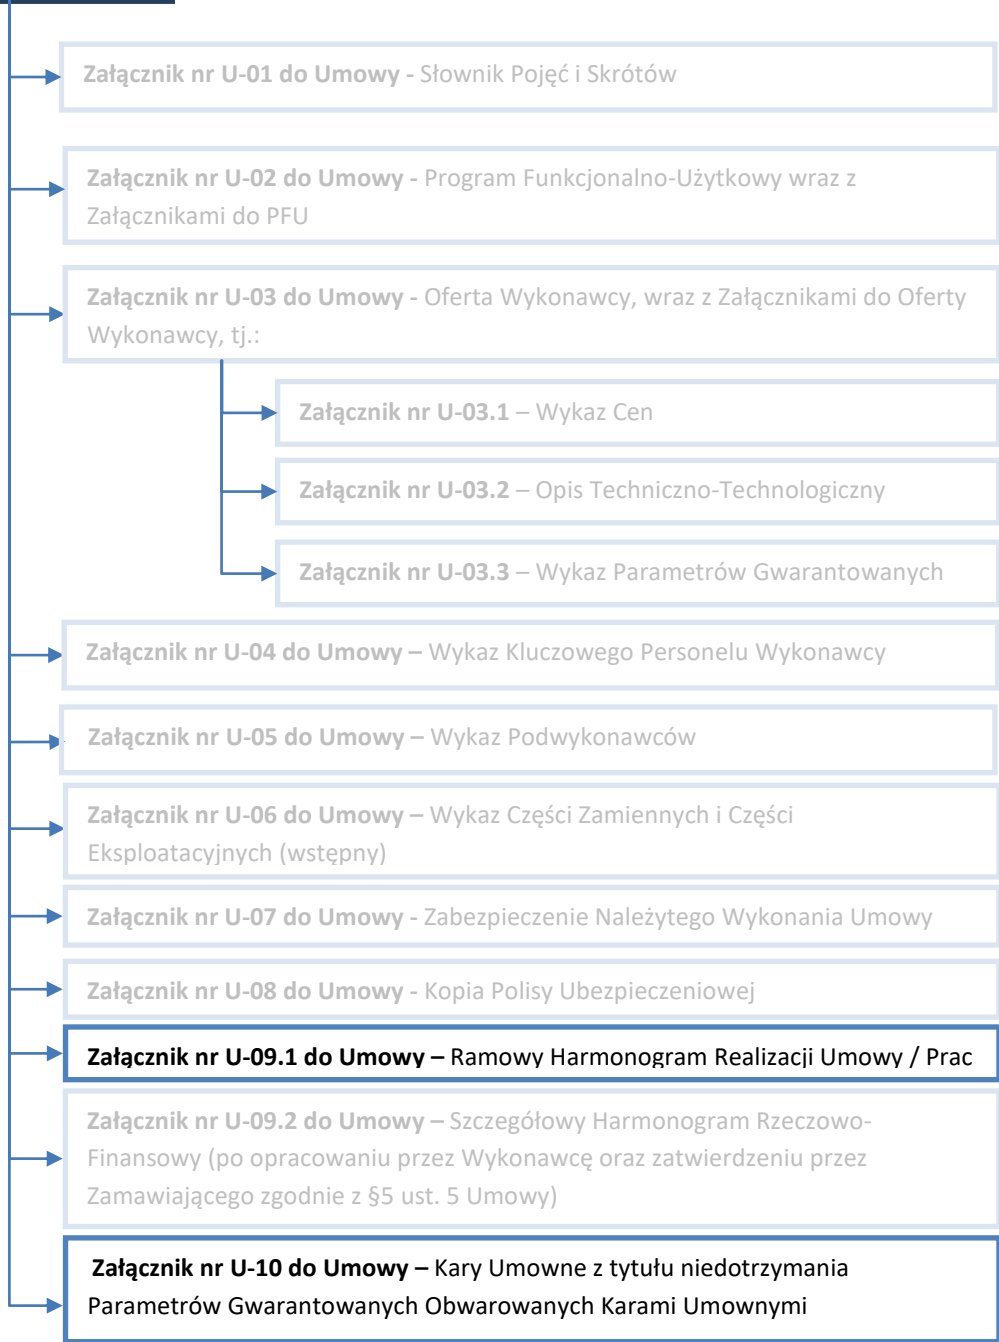 Załącznik nr U-01 do Umowy - Słownik Pojęć i Skrótów
Załącznik nr U-02 do Umowy - Program Funkcjonalno-Użytkowy wraz z
Załącznikami do PFU
Załącznik nr U-03 do Umowy - Oferta Wykonawcy, wraz z Załącznikami do Oferty
Wykonawcy, tj.:
Załącznik nr U-03.1 – Wykaz Cen
Załącznik nr U-03.2 – Opis Techniczno-Technologiczny
Załącznik nr U-03.3 – Wykaz Parametrów Gwarantowanych
Załącznik nr U-04 do Umowy – Wykaz Kluczowego Personelu Wykonawcy
Załącznik nr U-05 do Umowy – Wykaz Podwykonawców
Załącznik nr U-06 do Umowy – Wykaz Części Zamiennych i Części
Eksploatacyjnych (wstępny)
Załącznik nr U-07 do Umowy - Zabezpieczenie Należytego Wykonania Umowy
Załącznik nr U-08 do Umowy - Kopia Polisy Ubezpieczeniowej
Załącznik nr U-09.1 do Umowy – Ramowy Harmonogram Realizacji Umowy / Prac
Załącznik nr U-09.2 do Umowy – Szczegółowy Harmonogram Rzeczowo-
Finansowy (po opracowaniu przez Wykonawcę oraz zatwierdzeniu przez
Zamawiającego zgodnie z §5 ust. 5 Umowy)
Załącznik nr U-10 do Umowy – Kary Umowne z tytułu niedotrzymania
Parametrów Gwarantowanych Obwarowanych Karami Umownymi